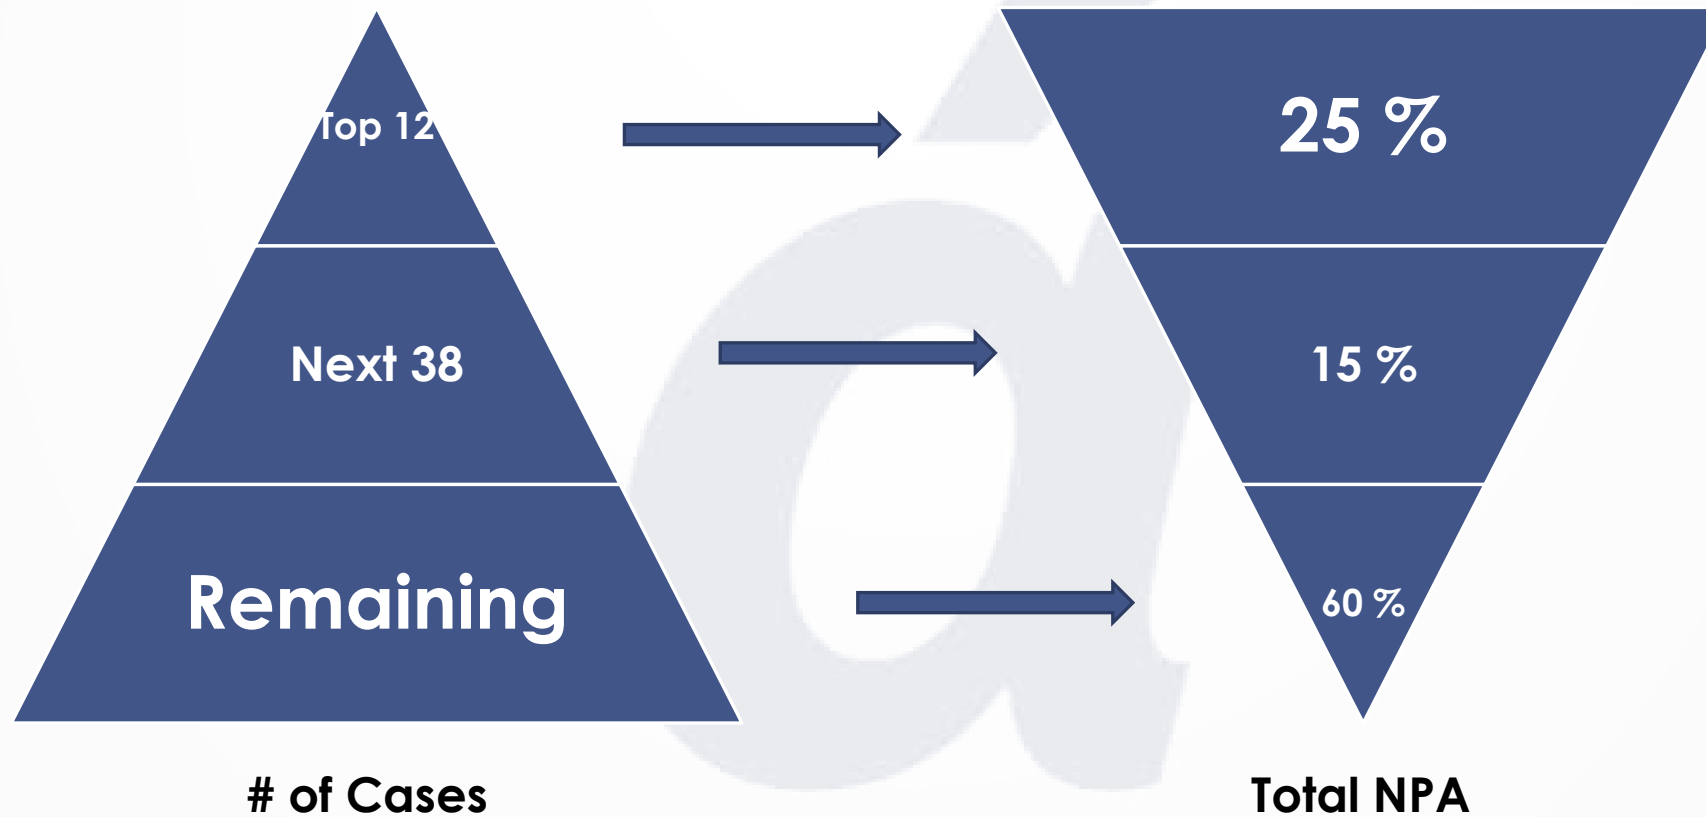 Top 12
25 %
Next 38
15 %
Remaining
60 %
# of Cases
Total NPA